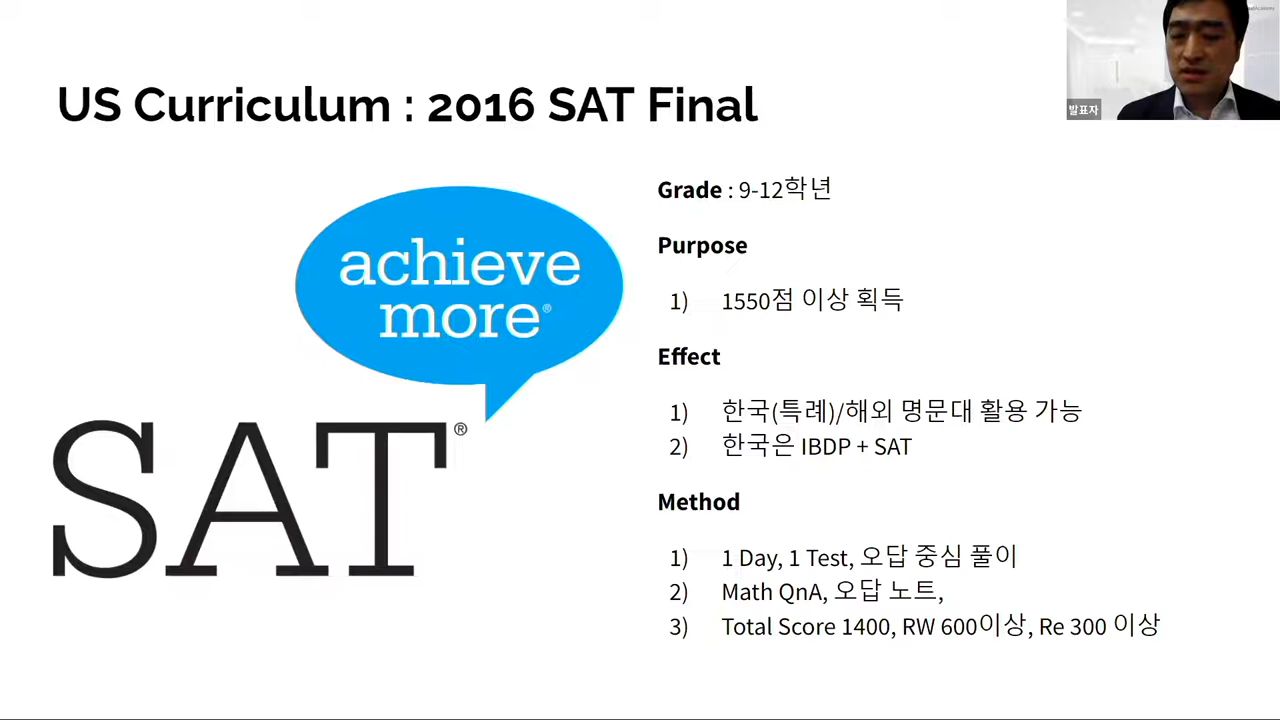 US Curriculum : 2016 SAT Final
발표자
achieve
more®
SAT®
Grade : 9-12학년
Purpose
1) 1550점 이상 획득
Effect
1) 한국(특례)/해외 명문대 활용 가능
2) 한국은 IBDP + SAT
Method
1) 1 Day, 1 Test, 오답 중심 풀이
2) Math QnA, 오답 노트,
3) Total Score 1400, RW 600이상, Re 300 이상